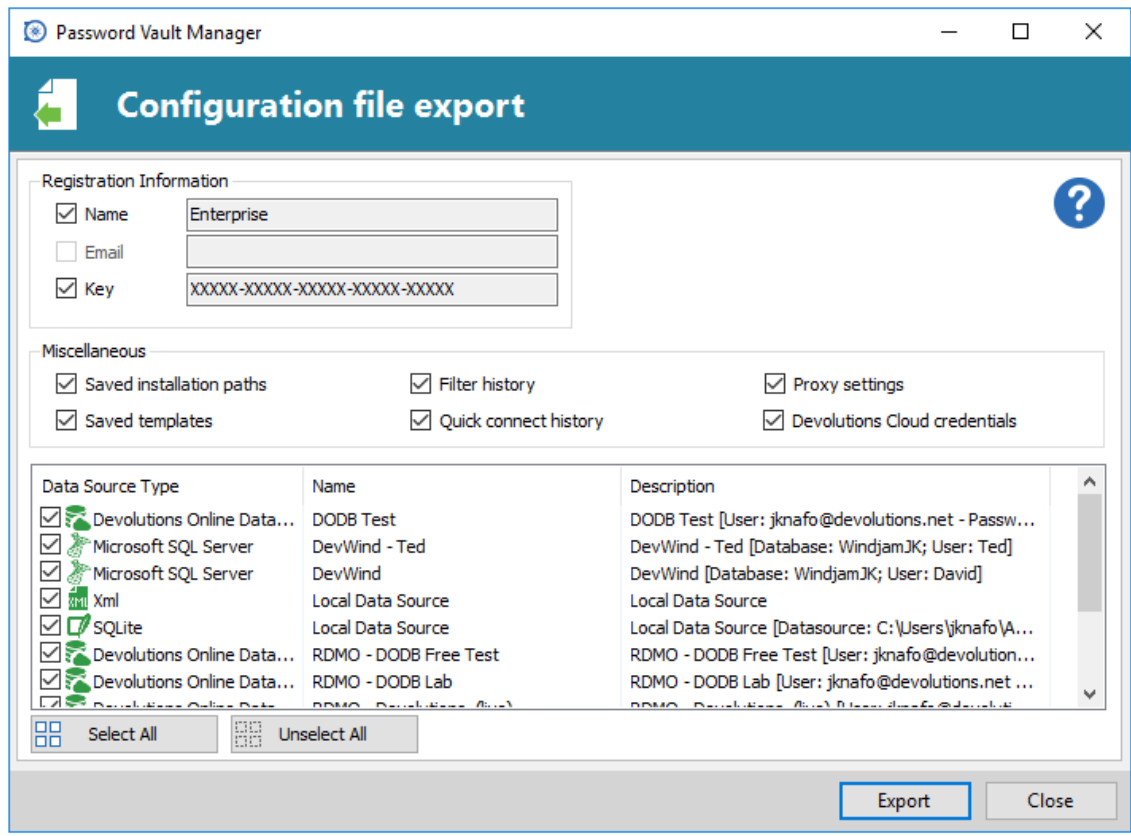 Password Vault Manager
Configuration file export
Registration Information
Name Enterprise
Email
Key XXXXX-XXXXX-XXXXX-XXXXX-XXXXX
Miscellaneous
Saved installation paths Filter history Proxy settings
Saved templates Quick connect history Devolutions Cloud credentials
Data Source Type Name Description
Devolutions Online Data... DODB Test DODB Test [User: jknafo@devolutions.net - Passw...
Microsoft SQL Server DevWind - Ted DevWind - Ted [Database: WindjamJK; User: Ted]
Microsoft SQL Server DevWind DevWind [Database: WindjamJK; User: David]
XML Xml Local Data Source Local Data Source
SQLite Local Data Source Local Data Source [Datasource: C:\Users\jknafo\A...
Devolutions Online Data... RDMO - DODB Free Test RDMO - DODB Free Test [User: jknafo@devolution...
Devolutions Online Data... RDMO - DODB Lab RDMO - DODB Lab [User: jknafo@devolutions.net ...
Select All Unselect All
Export Close